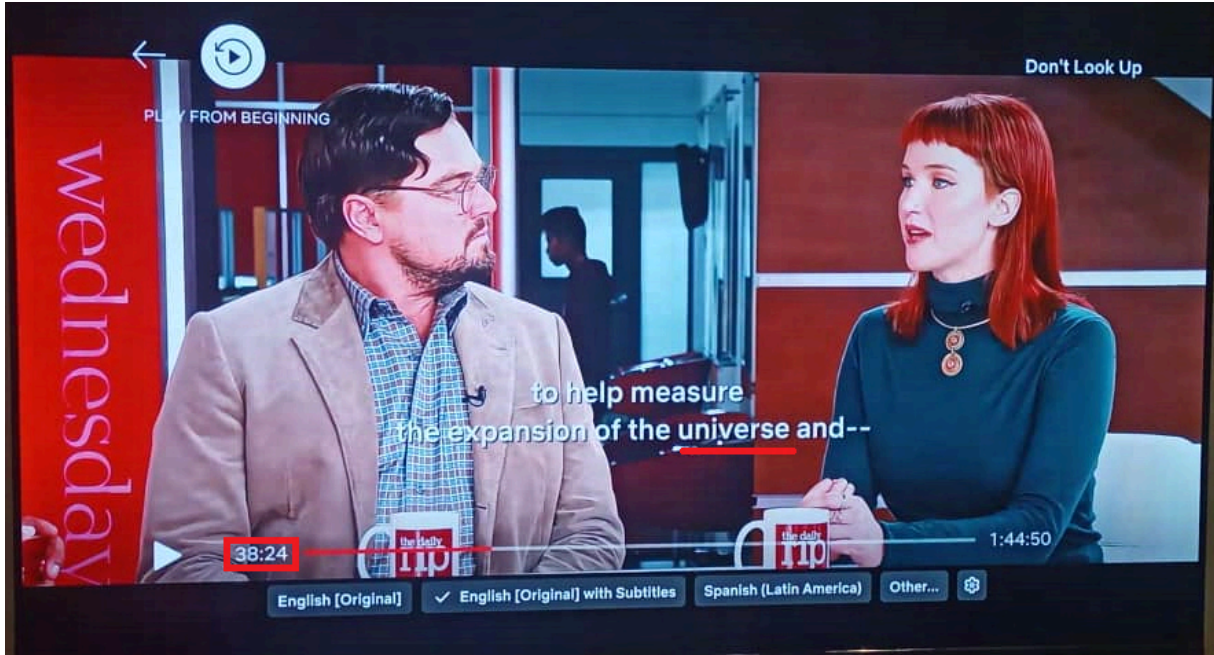 Don't Look Up
PLAY FROM BEGINNING
wednesday
to help measure
the expansion of the universe and--
the daily
rip
the daily
rip
38:24
1:44:50
English [Original]
English [Original] with Subtitles
Spanish (Latin America)
Other...